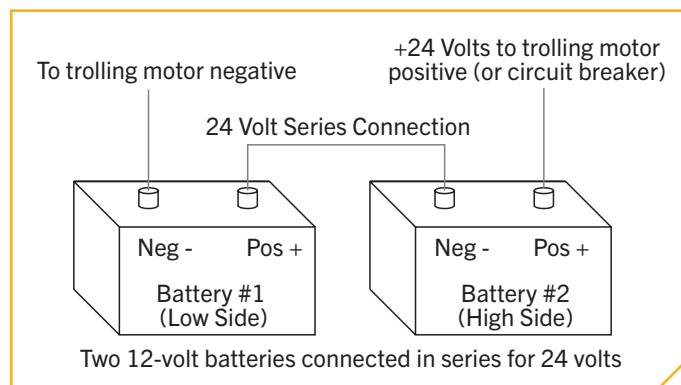 To trolling motor negative
+24 Volts to trolling motor
positive (or circuit breaker)
24 Volt Series Connection
Neg - Pos +
Battery #1
(Low Side)
Neg - Pos +
Battery #2
(High Side)
Two 12-volt batteries connected in series for 24 volts